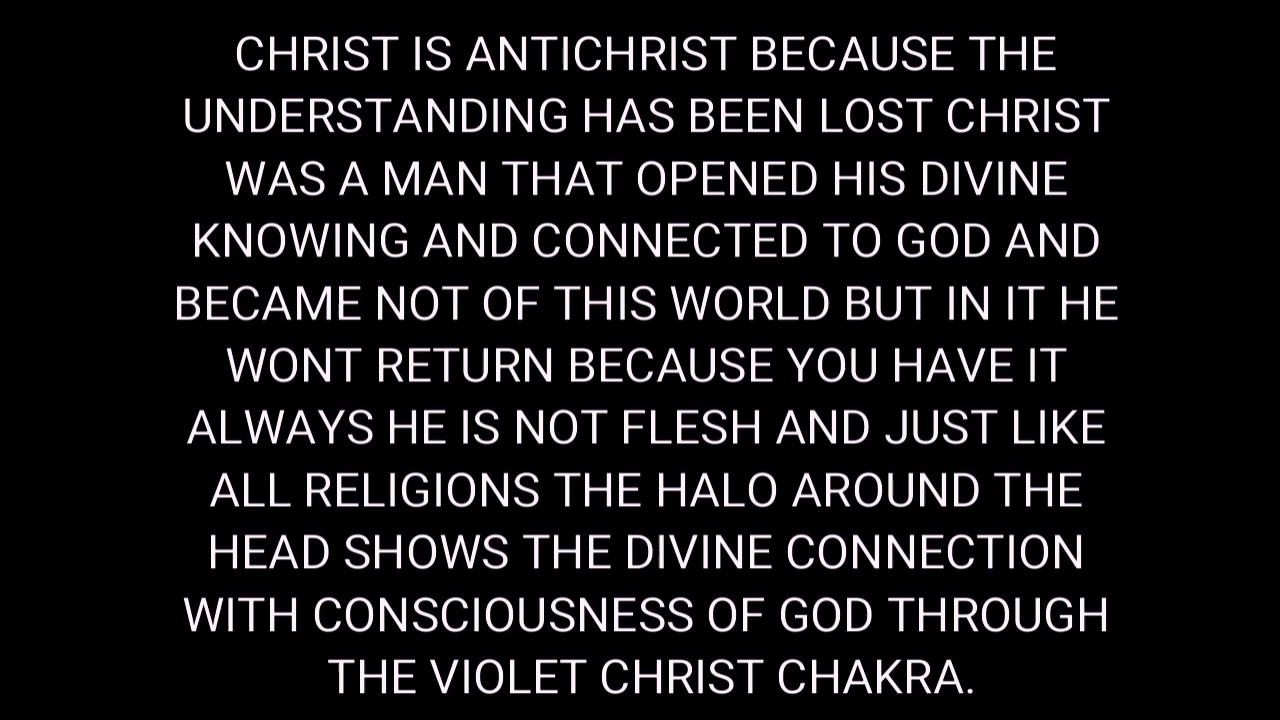 CHRIST IS ANTICHRIST BECAUSE THE
UNDERSTANDING HAS BEEN LOST CHRIST
WAS A MAN THAT OPENED HIS DIVINE
KNOWING AND CONNECTED TO GOD AND
BECAME NOT OF THIS WORLD BUT IN IT HE
WONT RETURN BECAUSE YOU HAVE IT
ALWAYS HE IS NOT FLESH AND JUST LIKE
ALL RELIGIONS THE HALO AROUND THE
HEAD SHOWS THE DIVINE CONNECTION
WITH CONSCIOUSNESS OF GOD THROUGH
THE VIOLET CHRIST CHAKRA.